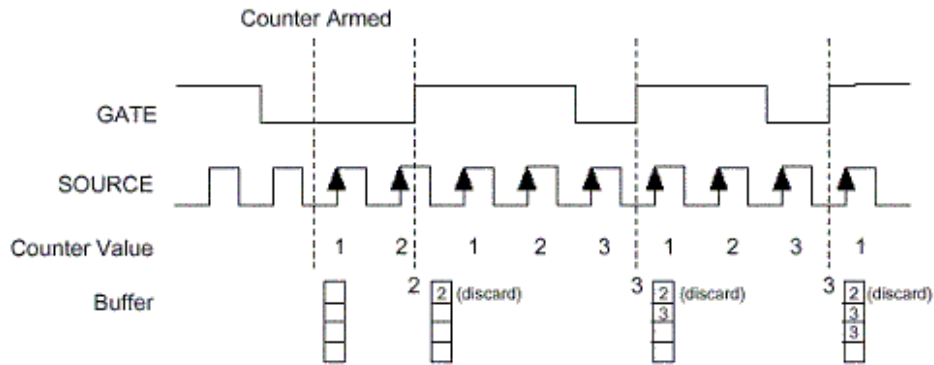 Counter Armed
GATE
SOURCE
Counter Value 1 2 1 2 3 1 2 3 1
2 3 3
Buffer 2 (discard) 2 (discard) 2 (discard)
3 3
3